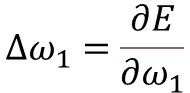 Δω₁ = ∂E / ∂ω₁